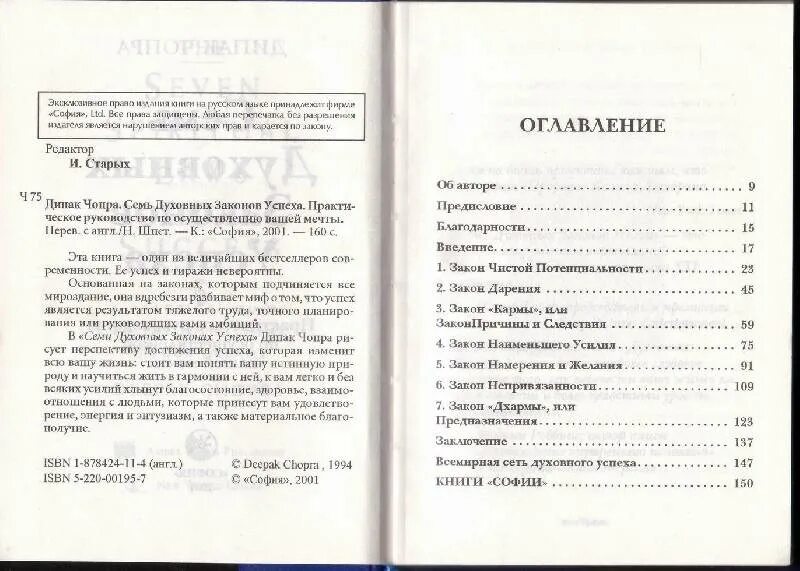 Эксклюзивное право издания книги на русском языке принадлежит фирме
«София», Ltd. Все права защищены. Любая перепечатка без разрешения
издателя является нарушением авторских прав и карается по закону.
Редактор
И. Старых
Ч 75
Дипак Чопра. Семь Духовных Законов Успеха. Практи-
ческое руководство по осуществлению вашей мечты.
Перев. с англ./Н. Шпет. — К.: «София», 2001. — 160 с.
Эта книга — один из величайших бестселлеров сов-
ременности. Ее успех и тиражи невероятны.
Основанная на законах, которым подчиняется все
мироздание, она вдребезги разбивает миф о том, что успех
является результатом тяжелого труда, точного планиро-
вания или руководящих вами амбиций.
В «Семи Духовных Законах Успеха» Дипак Чопра ри-
сует перспективу достижения успеха, которая изменит
всю вашу жизнь: стоит вам понять вашу истинную при-
роду и научиться жить в гармонии с ней, к вам легко и без
всяких усилий хлынут благосостояние, здоровье, взаимо-
отношения с людьми, которые принесут вам удовлетво-
рение, энергия и энтузиазм, а также материальное благо-
получие.
ISBN 1-878424-11-4 (англ.) © Deepak Chopra, 1994
ISBN 5-220-00195-7 © «София», 2001
ОГЛАВЛЕНИЕ
Об авторе 9
Предисловие 11
Благодарности 15
Введение 17
1. Закон Чистой Потенциальности 23
2. Закон Дарения 45
3. Закон «Кармы», или
ЗаконПричины и Следствия 59
4. Закон Наименьшего Усилия 75
5. Закон Намерения и Желания 91
6. Закон Непривязанности 109
7. Закон «Дхармы», или
Предназначения 123
Заключение 137
Всемирная сеть духовного успеха 147
КНИГИ «СОФИИ» 150